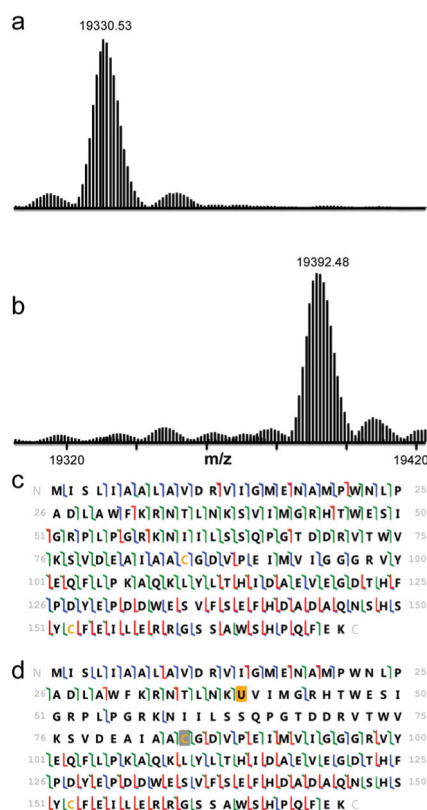 a
19330.53
b
19392.48
19320 m/z 19420
c
N M I S L I A A L A V D R V I G M E N A M P W N L P 25
26 A D L A W F K R N T L N K S V I M G R H T W E S I 50
51 G R P L P G R K N I I L S S Q P G T D D R V T W V 75
76 K S V D E A I A A C G D V P E I M V I G G G R V Y 100
101 E Q F L P K A Q K L Y L T H I D A E V E G D T H F 125
126 P D Y E P D D W E S V F S E F H D A D A Q N S H S 150
151 Y C F E I L E R R G S S A W S H P Q F E K C
d
N M I S L I A A L A V D R V I G M E N A M P W N L P 25
26 A D L A W F K R N T L N K U V I M G R H T W E S I 50
51 G R P L P G R K N I I L S S Q P G T D D R V T W V 75
76 K S V D E A I A A C G D V P E I M V I G G G R V Y 100
101 E Q F L P K A Q K L Y L T H I D A E V E G D T H F 125
126 P D Y E P D D W E S V F S E F H D A D A Q N S H S 150
151 Y C F E I L E R R G S S A W S H P Q F E K C